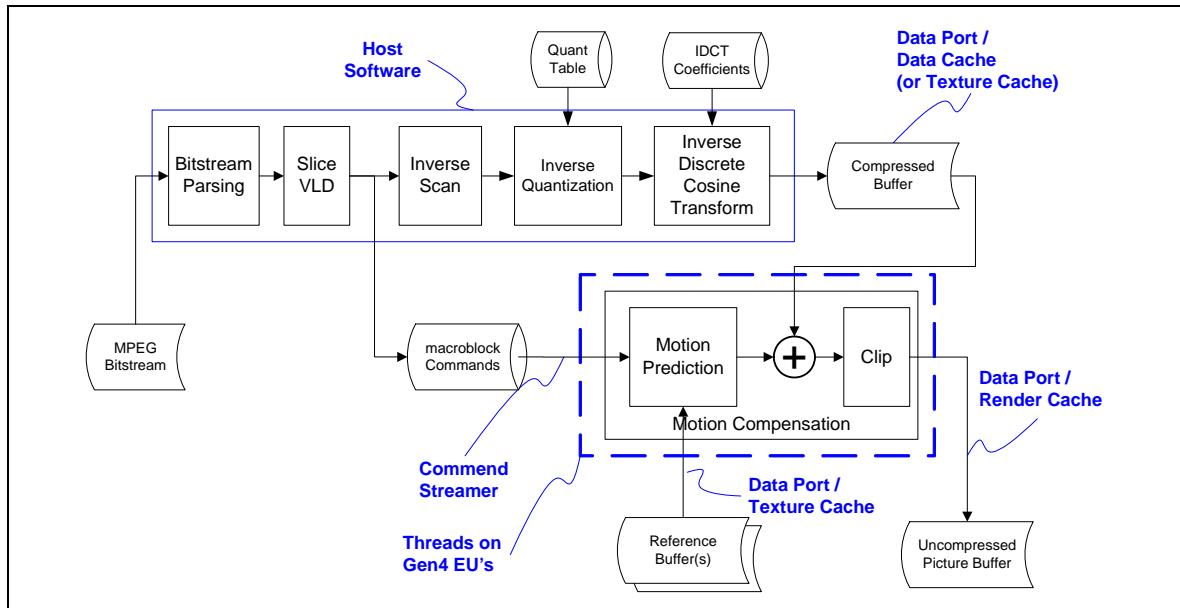 Host
Software
Quant
Table
IDCT
Coefficients
Data Port /
Data Cache
(or Texture Cache)
Bitstream
Parsing
Slice
VLD
Inverse
Scan
Inverse
Quantization
Inverse
Discrete
Cosine
Transform
Compressed
Buffer
MPEG
Bitstream
macroblock
Commands
Motion
Prediction
+
Clip
Motion Compensation
Data Port /
Render Cache
Commend
Streamer
Data Port /
Texture Cache
Threads on
Gen4 EU's
Reference
Buffer(s)
Uncompressed
Picture Buffer